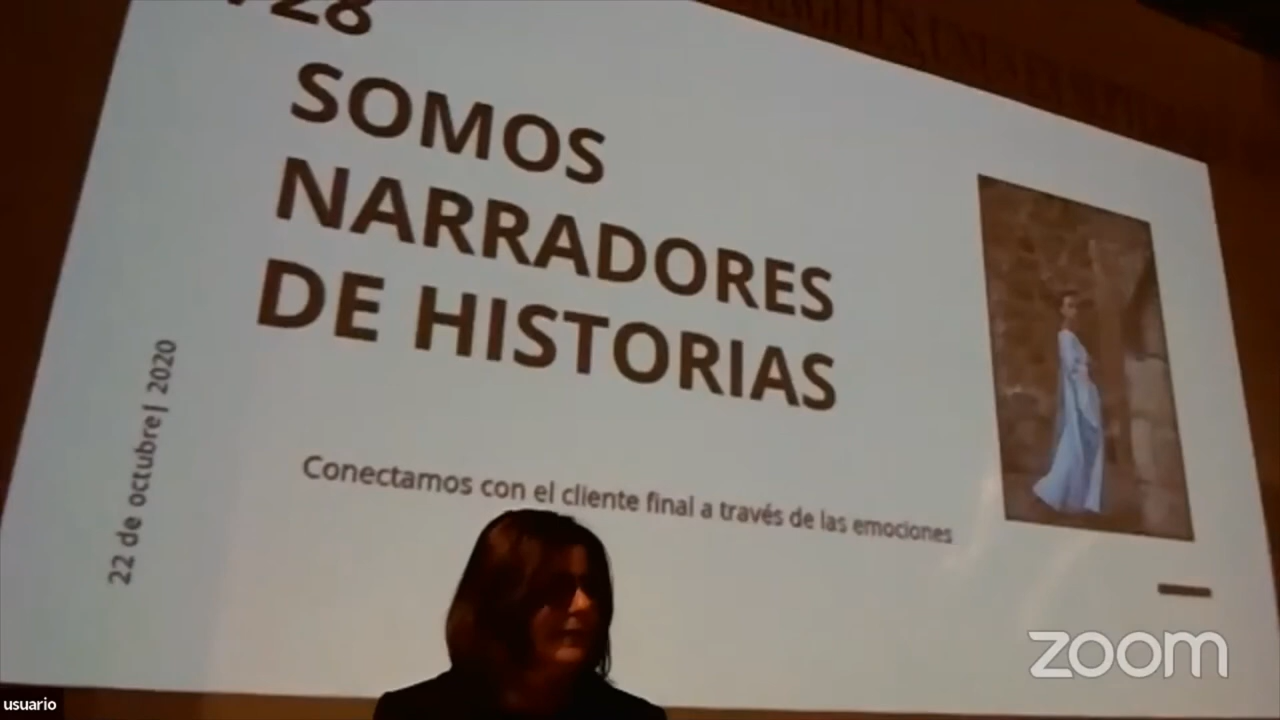 28
SOMOS
NARRADORES
DE HISTORIAS
22 de octubre| 2020
Conectamos con el cliente final a través de las emociones
zoom
usuario